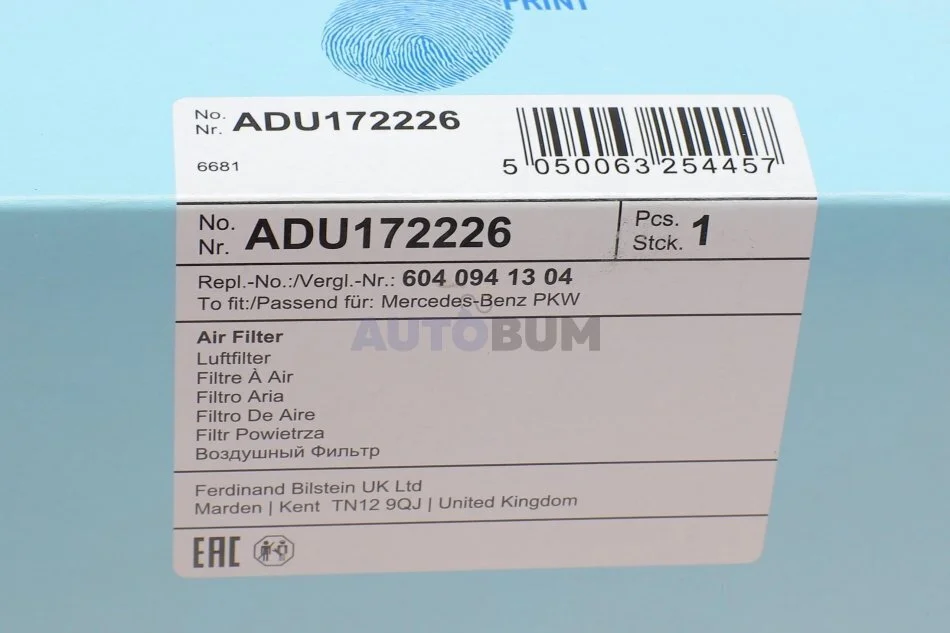 PRINT
No.
Nr. ADU172226
6681
5 050063 254457
No.
Nr. ADU172226
Pcs.
Stck. 1
Repl.-No.:/Vergl.-Nr.: 604 094 13 04
To fit:/Passend für: Mercedes-Benz PKW
AUTOBUM
Air Filter
Luftfilter
Filtre À Air
Filtro Aria
Filtro De Aire
Filtr Powietrza
Воздушный Фильтр
Ferdinand Bilstein UK Ltd
Marden | Kent TN12 9QJ | United Kingdom
EAC